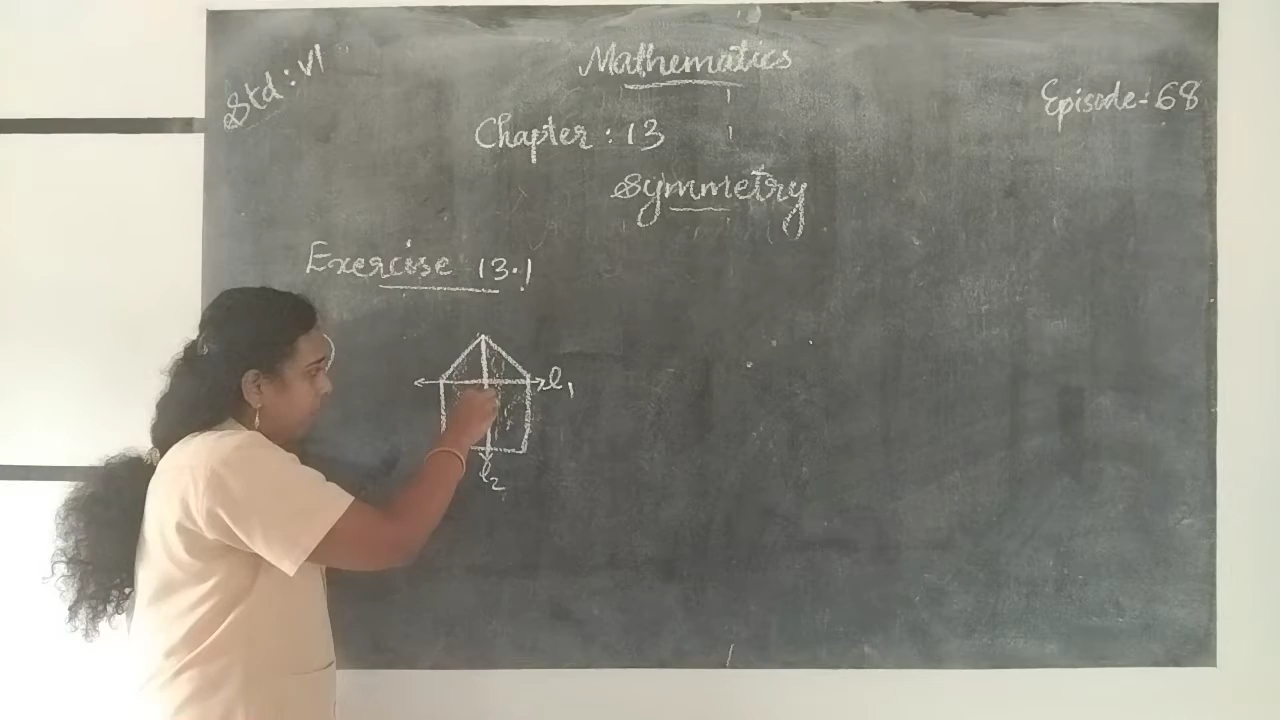 Std: VI
Mathematics
Episode-68
Chapter: 13
Symmetry
Exercise 13.1
l1
l2